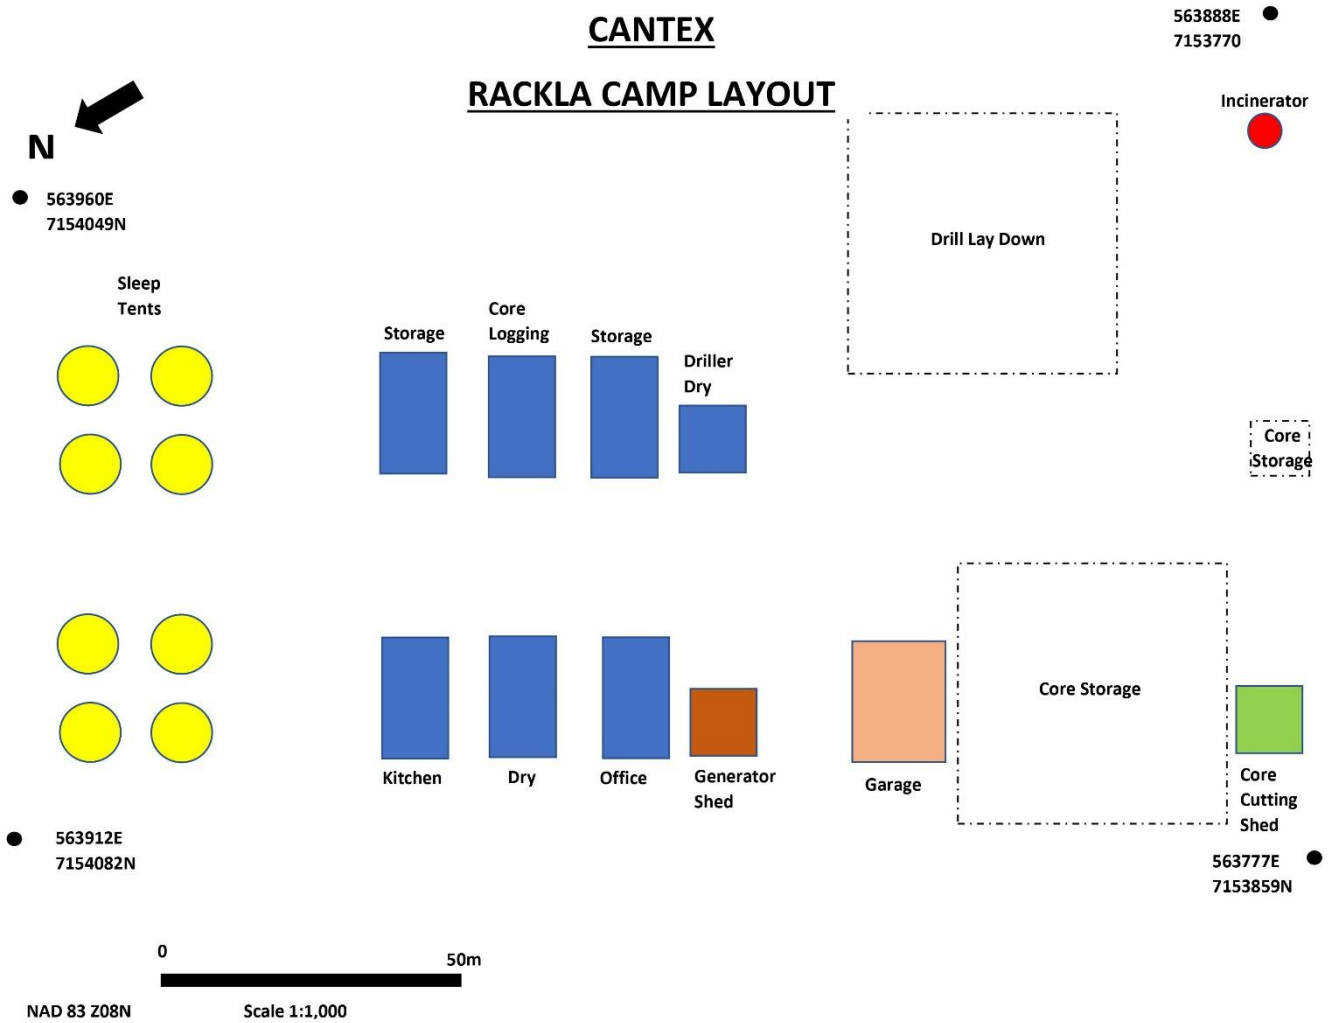 CANTEX
RACKLA CAMP LAYOUT
563888E
7153770
Incinerator
N
563960E
7154049N
Drill Lay Down
Sleep
Tents
Storage
Core
Logging
Storage
Driller
Dry
Core
Storage
Core Storage
Kitchen
Dry
Office
Generator
Shed
Garage
Core
Cutting
Shed
563912E
7154082N
563777E
7153859N
0
50m
NAD 83 Z08N
Scale 1:1,000